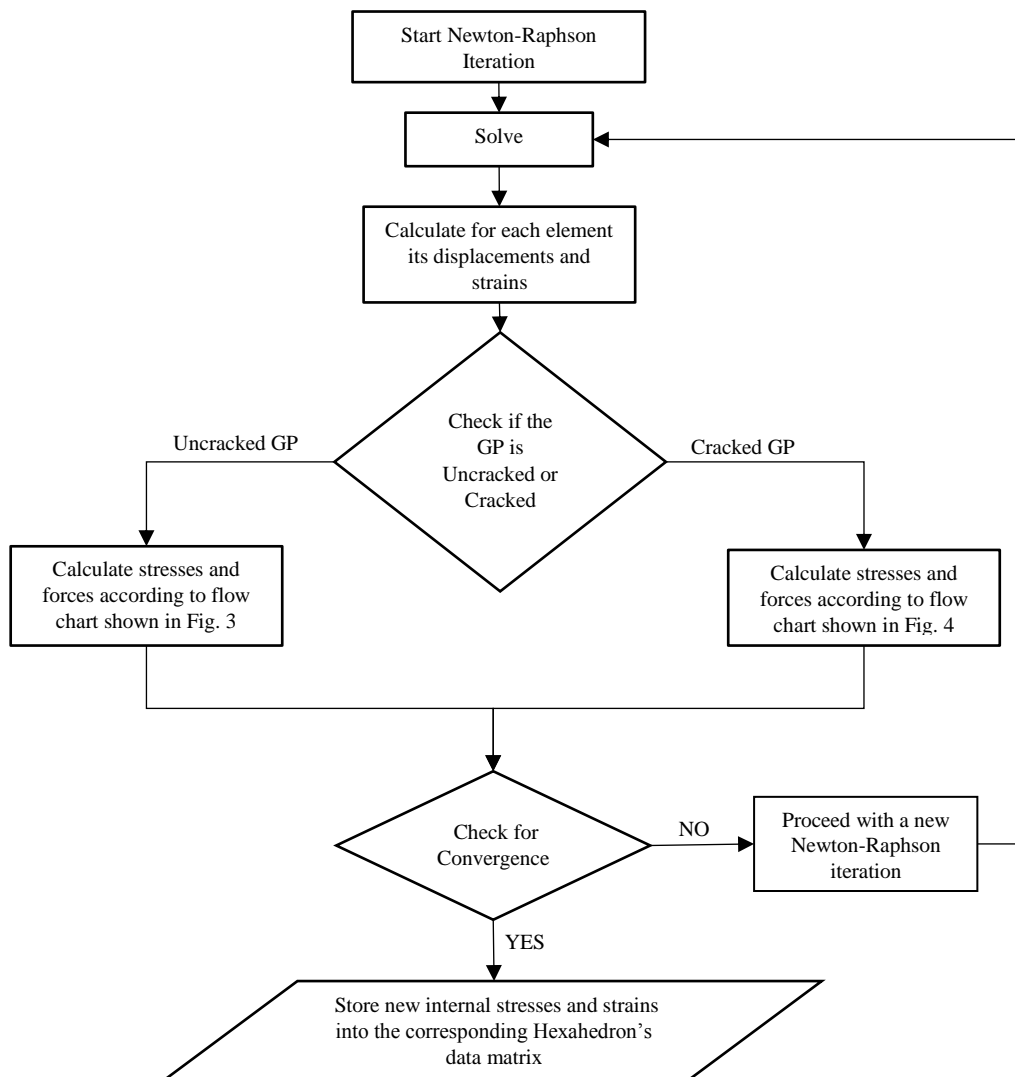 Start Newton-Raphson
Iteration
Solve
Calculate for each element
its displacements and
strains
Check if the
GP is
Uncracked or
Cracked
Uncracked GP
Cracked GP
Calculate stresses and
forces according to flow
chart shown in Fig. 3
Calculate stresses and
forces according to flow
chart shown in Fig. 4
Check for
Convergence
NO
Proceed with a new
Newton-Raphson
iteration
YES
Store new internal stresses and strains
into the corresponding Hexahedron’s
data matrix